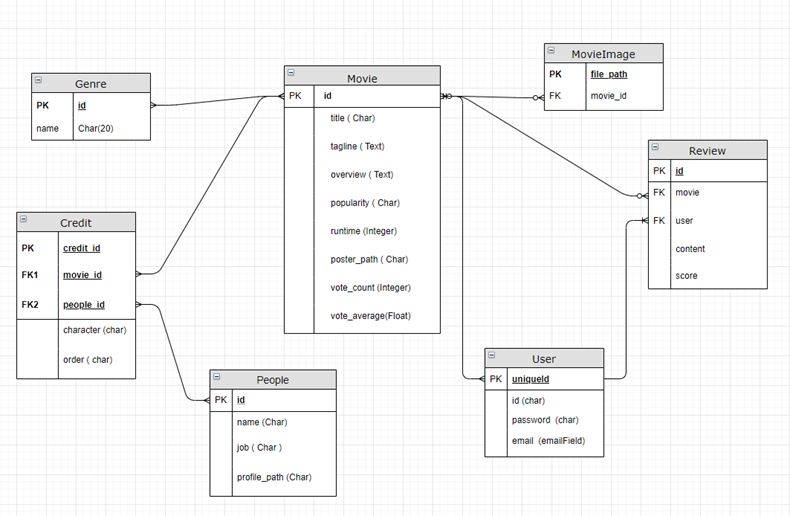 Genre
PK id
name Char(20)
Movie
PK id
title ( Char)
tagline ( Text)
overview ( Text)
popularity ( Char)
runtime (Integer)
poster_path ( Char)
vote_count (Integer)
vote_average(Float)
MovieImage
PK file_path
FK movie_id
Review
PK id
FK movie
FK user
content
score
Credit
PK credit_id
FK1 movie_id
FK2 people_id
character (char)
order ( char)
People
PK id
name (Char)
job ( Char )
profile_path (Char)
User
PK uniqueId
id (char)
password (char)
email (emailField)